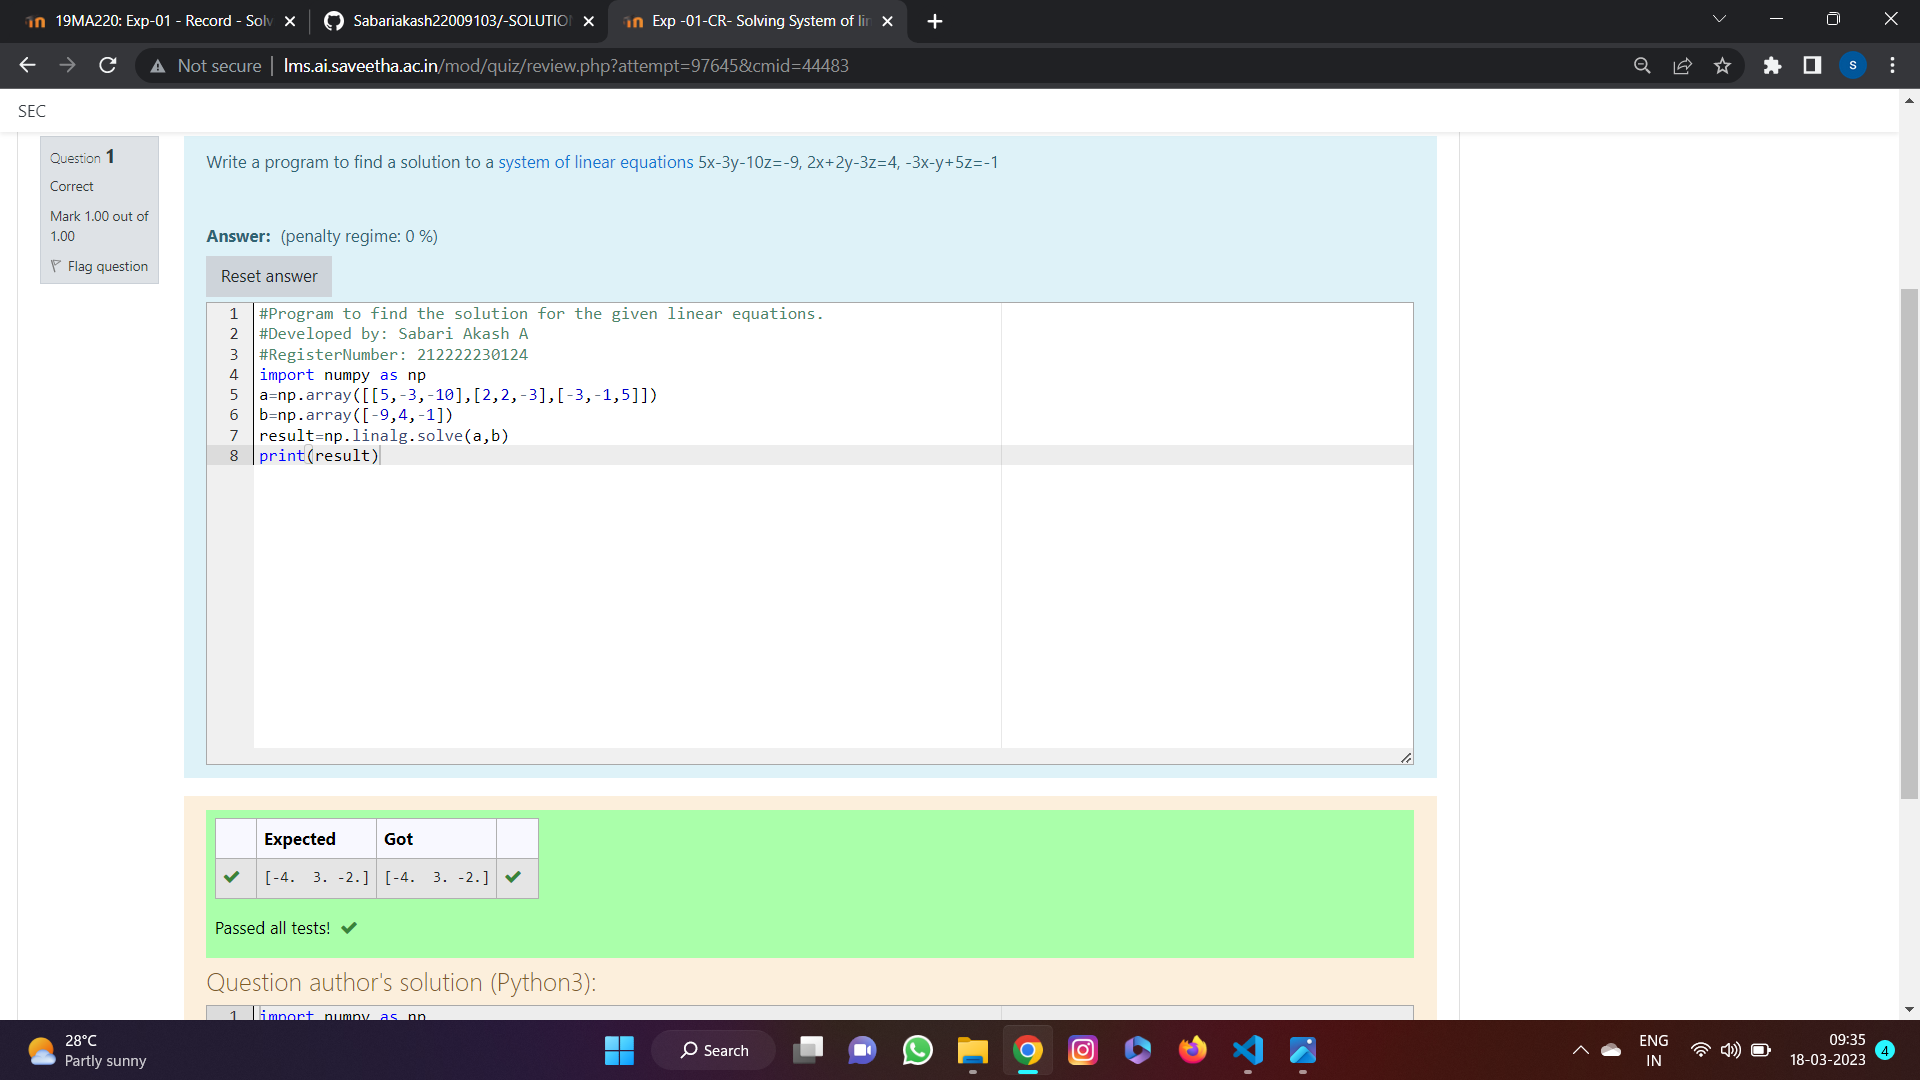 19MA220: Exp-01 - Record - Solv
Sabariakash22009103/-SOLUTIO
Exp -01-CR- Solving System of lin
Not secure
lms.ai.saveetha.ac.in/mod/quiz/review.php?attempt=97645&cmid=44483
s
SEC
Question 1
Correct
Mark 1.00 out of
1.00
Flag question
Write a program to find a solution to a system of linear equations 5x-3y-10z=-9, 2x+2y-3z=4, -3x-y+5z=-1
Answer: (penalty regime: 0 %)
Reset answer
1 #Program to find the solution for the given linear equations.
2 #Developed by: Sabari Akash A
3 #RegisterNumber: 212222230124
4 import numpy as np
5 a=np.array([[5,-3,-10],[2,2,-3],[-3,-1,5]])
6 b=np.array([-9,4,-1])
7 result=np.linalg.solve(a,b)
8 print(result)
Expected Got
[-4.  3. -2.] [-4.  3. -2.]
Passed all tests!
Question author's solution (Python3):
1 import numpy as np
28°C
Partly sunny
Search
ENG
IN
09:35
18-03-2023
4